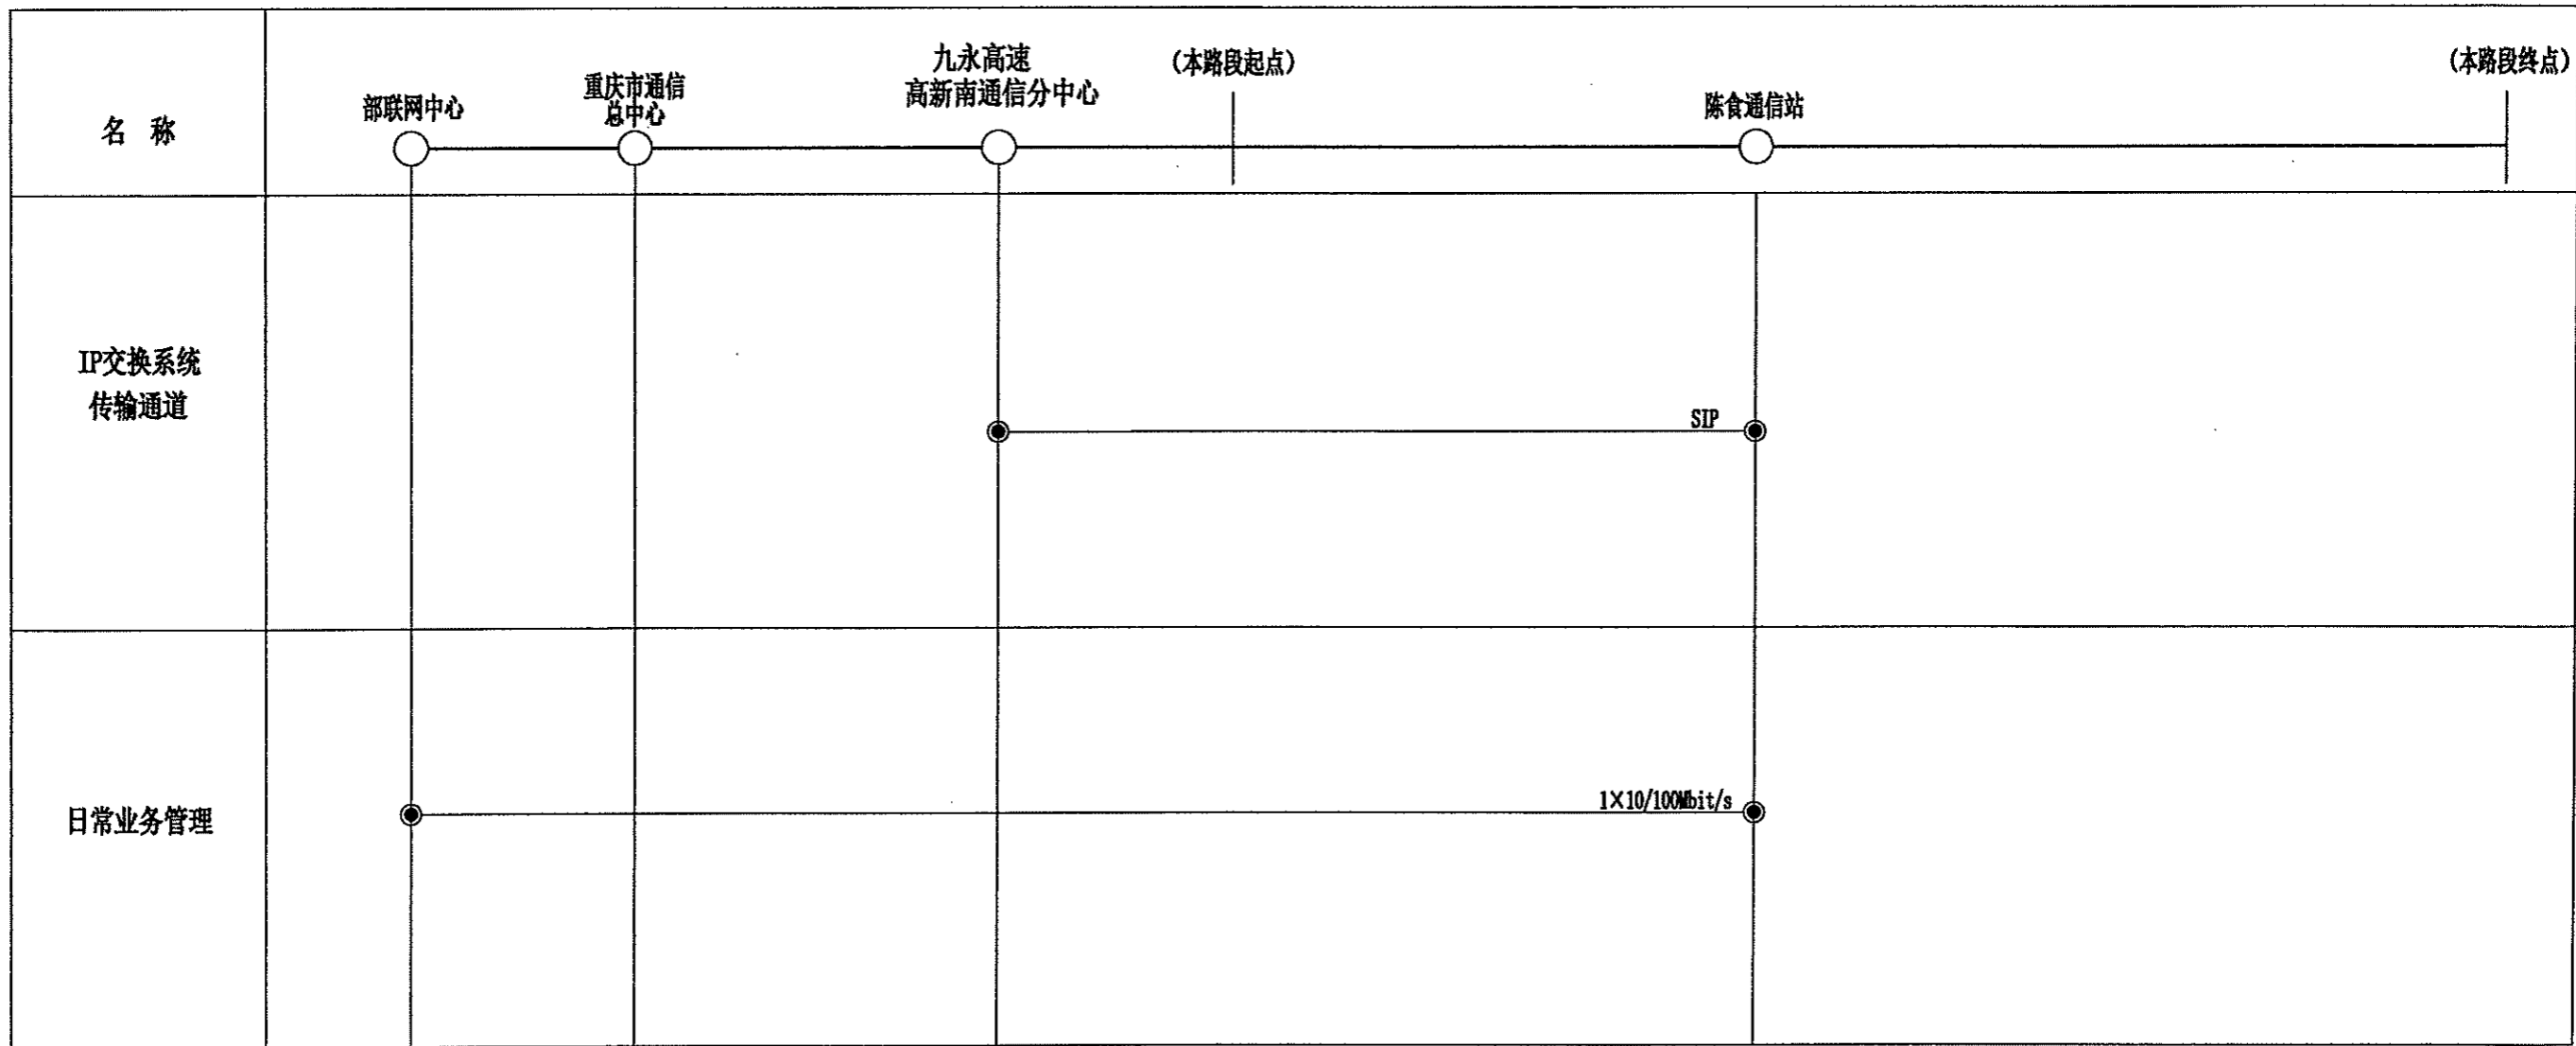 名 称
部联网中心
重庆市通信
总中心
九永高速
高新南通信分中心
(本路段起点)
陈食通信站
(本路段终点)
IP交换系统
传输通道
SIP
日常业务管理
1×10/100Mbit/s